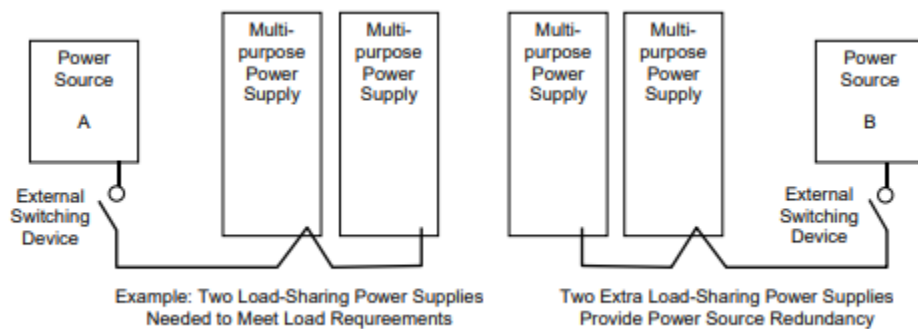 Power
Source
A
External
Switching
Device
Multi-
purpose
Power
Supply
Multi-
purpose
Power
Supply
Example: Two Load-Sharing Power Supplies
Needed to Meet Load Requreements
Multi-
purpose
Power
Supply
Multi-
purpose
Power
Supply
Power
Source
B
External
Switching
Device
Two Extra Load-Sharing Power Supplies
Provide Power Source Redundancy